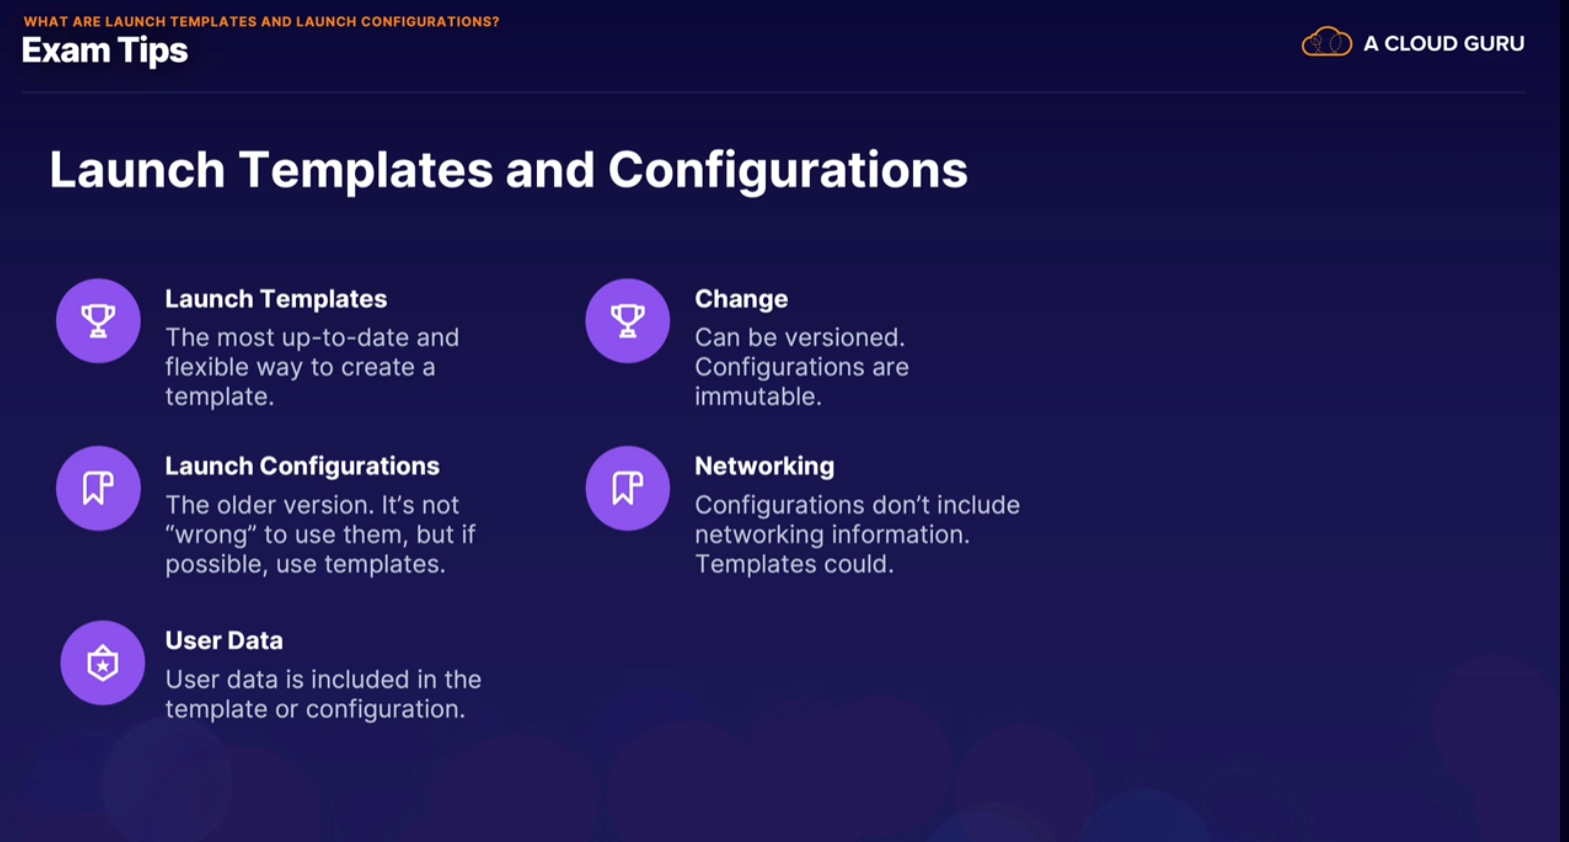 WHAT ARE LAUNCH TEMPLATES AND LAUNCH CONFIGURATIONS?
Exam Tips
A CLOUD GURU
Launch Templates and Configurations
Launch Templates
The most up-to-date and
flexible way to create a
template.
Launch Configurations
The older version. It’s not
“wrong” to use them, but if
possible, use templates.
User Data
User data is included in the
template or configuration.
Change
Can be versioned.
Configurations are
immutable.
Networking
Configurations don’t include
networking information.
Templates could.